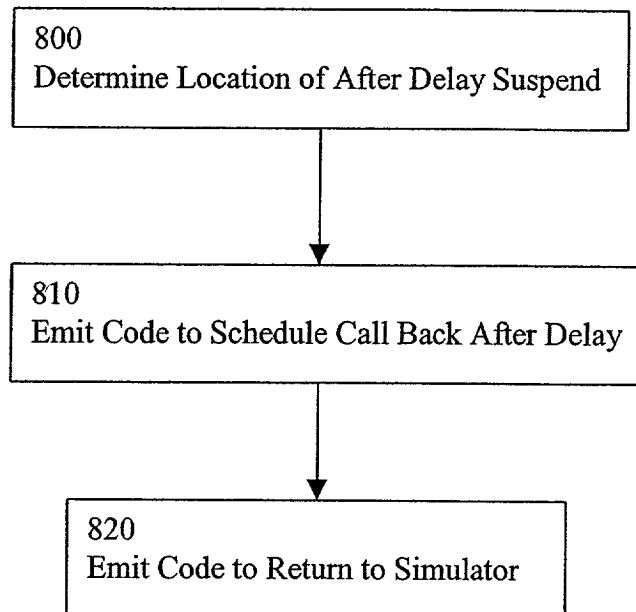 800
Determine Location of After Delay Suspend
810
Emit Code to Schedule Call Back After Delay
820
Emit Code to Return to Simulator